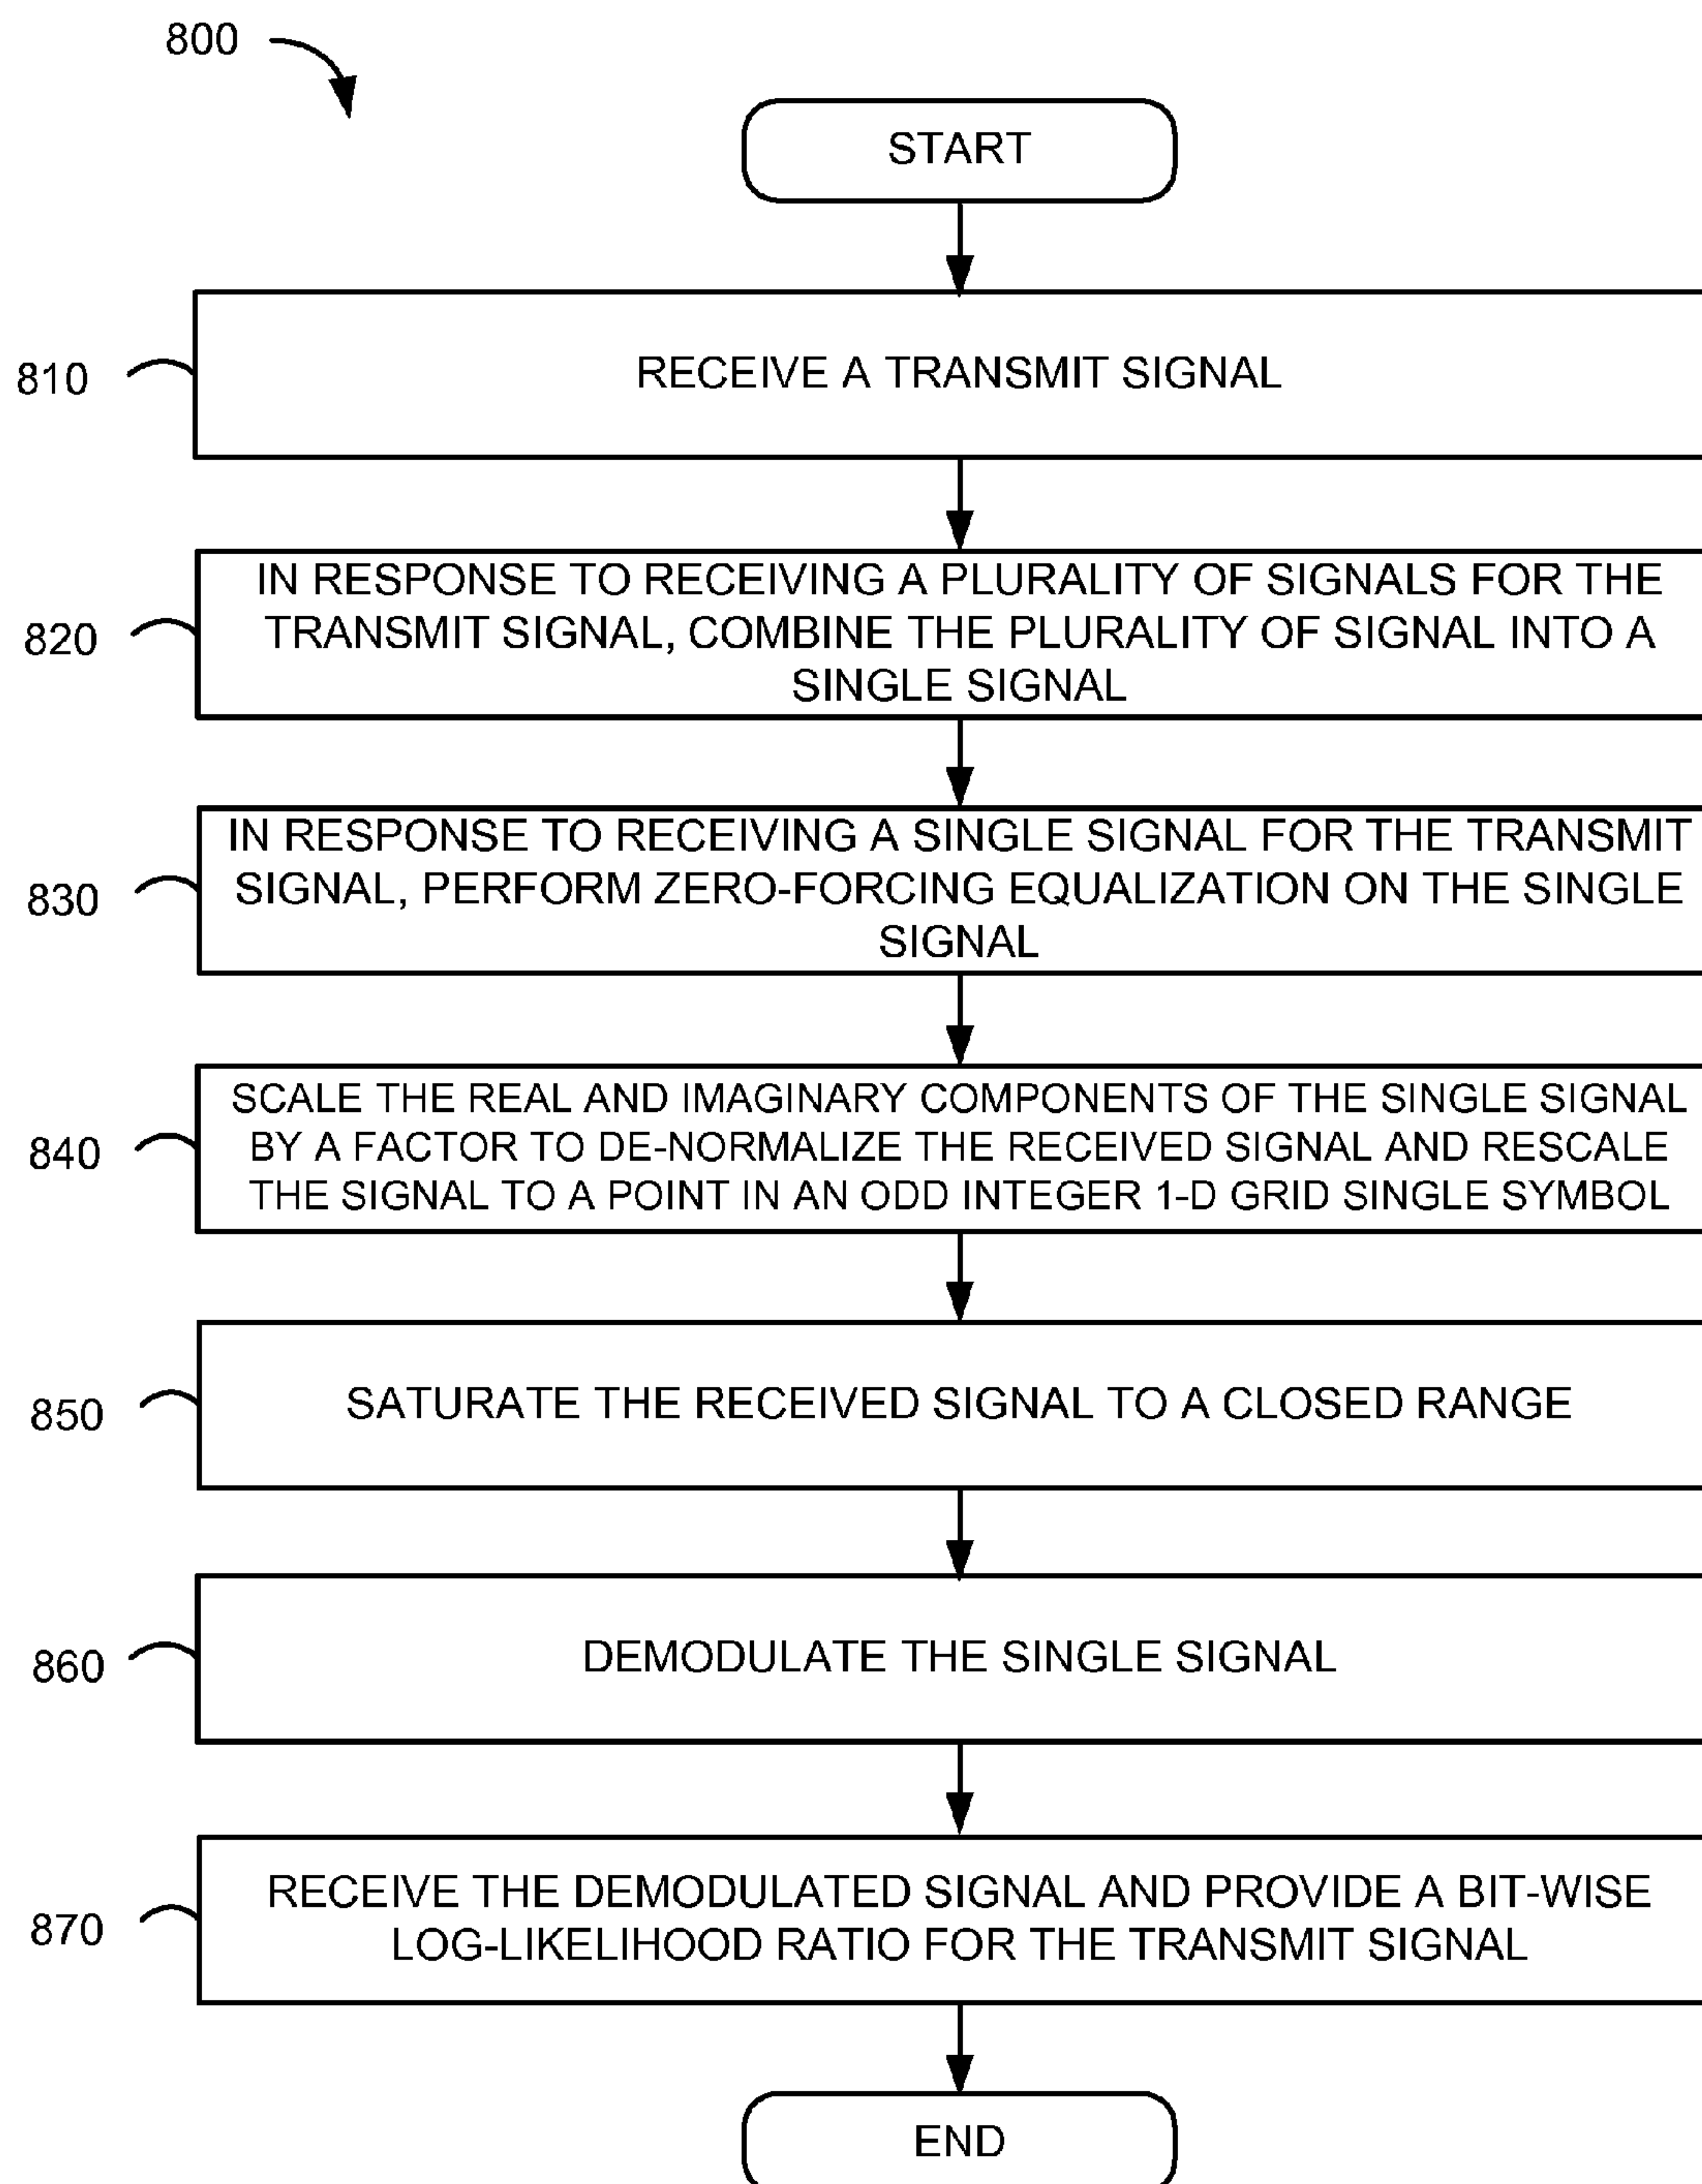 800
START
810
RECEIVE A TRANSMIT SIGNAL
820
IN RESPONSE TO RECEIVING A PLURALITY OF SIGNALS FOR THE
TRANSMIT SIGNAL, COMBINE THE PLURALITY OF SIGNAL INTO A
SINGLE SIGNAL
830
IN RESPONSE TO RECEIVING A SINGLE SIGNAL FOR THE TRANSMIT
SIGNAL, PERFORM ZERO-FORCING EQUALIZATION ON THE SINGLE
SIGNAL
840
SCALE THE REAL AND IMAGINARY COMPONENTS OF THE SINGLE SIGNAL
BY A FACTOR TO DE-NORMALIZE THE RECEIVED SIGNAL AND RESCALE
THE SIGNAL TO A POINT IN AN ODD INTEGER 1-D GRID SINGLE SYMBOL
850
SATURATE THE RECEIVED SIGNAL TO A CLOSED RANGE
860
DEMODULATE THE SINGLE SIGNAL
870
RECEIVE THE DEMODULATED SIGNAL AND PROVIDE A BIT-WISE
LOG-LIKELIHOOD RATIO FOR THE TRANSMIT SIGNAL
END